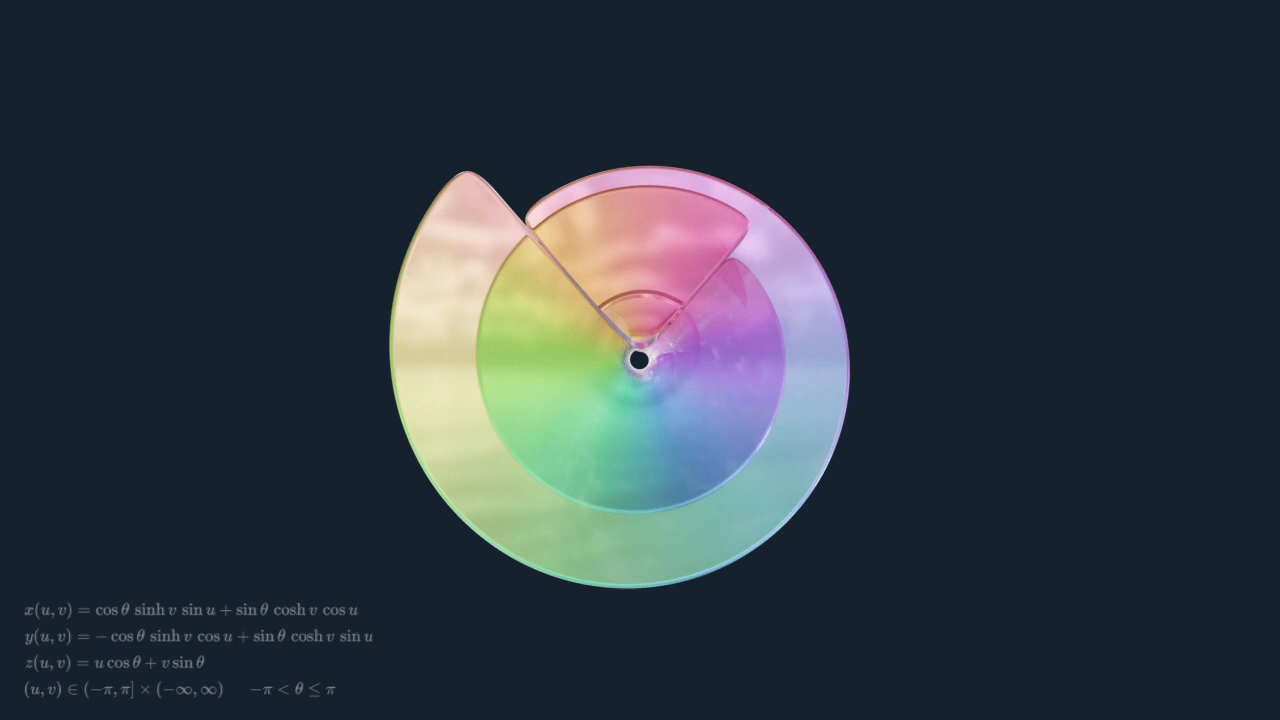 x(u, v) = cos θ sinh v sin u + sin θ cosh v cos u
y(u, v) = − cos θ sinh v cos u + sin θ cosh v sin u
z(u, v) = u cos θ + v sin θ
(u, v) ∈ (−π, π] × (−∞, ∞) −π < θ ≤ π